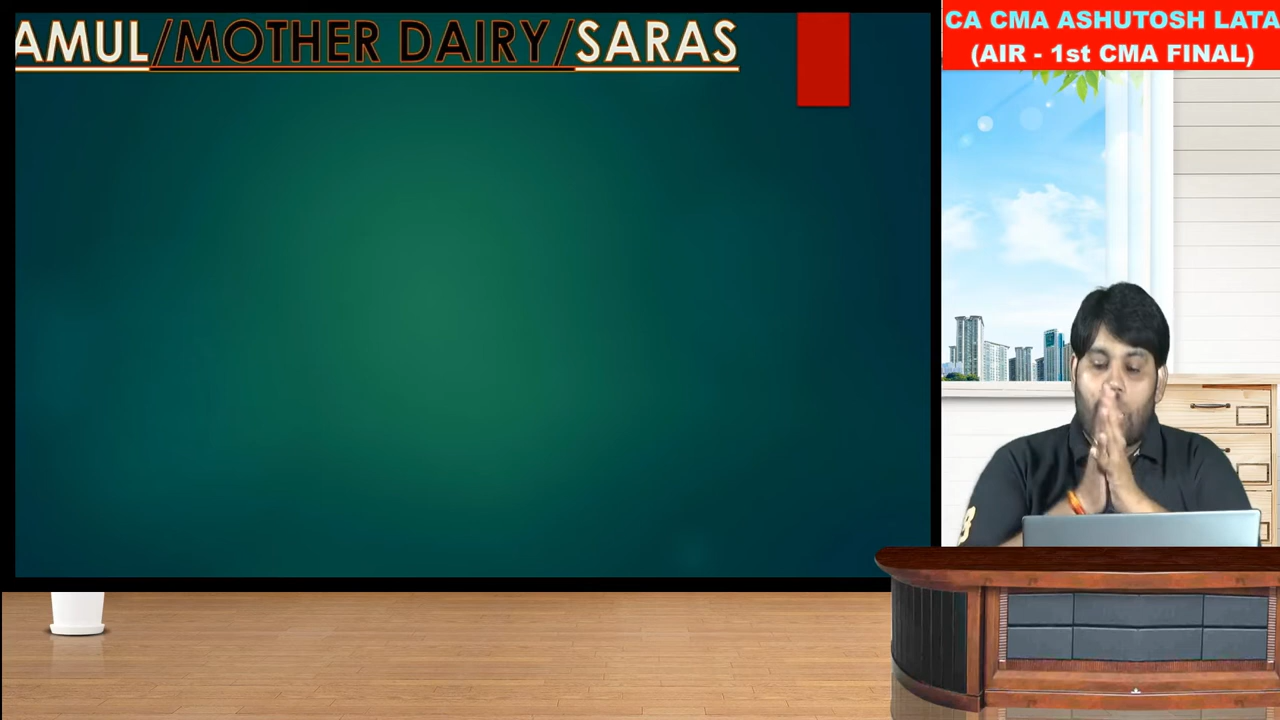 AMUL/MOTHER DAIRY/SARAS
CA CMA ASHUTOSH LATA
(AIR - 1st CMA FINAL)